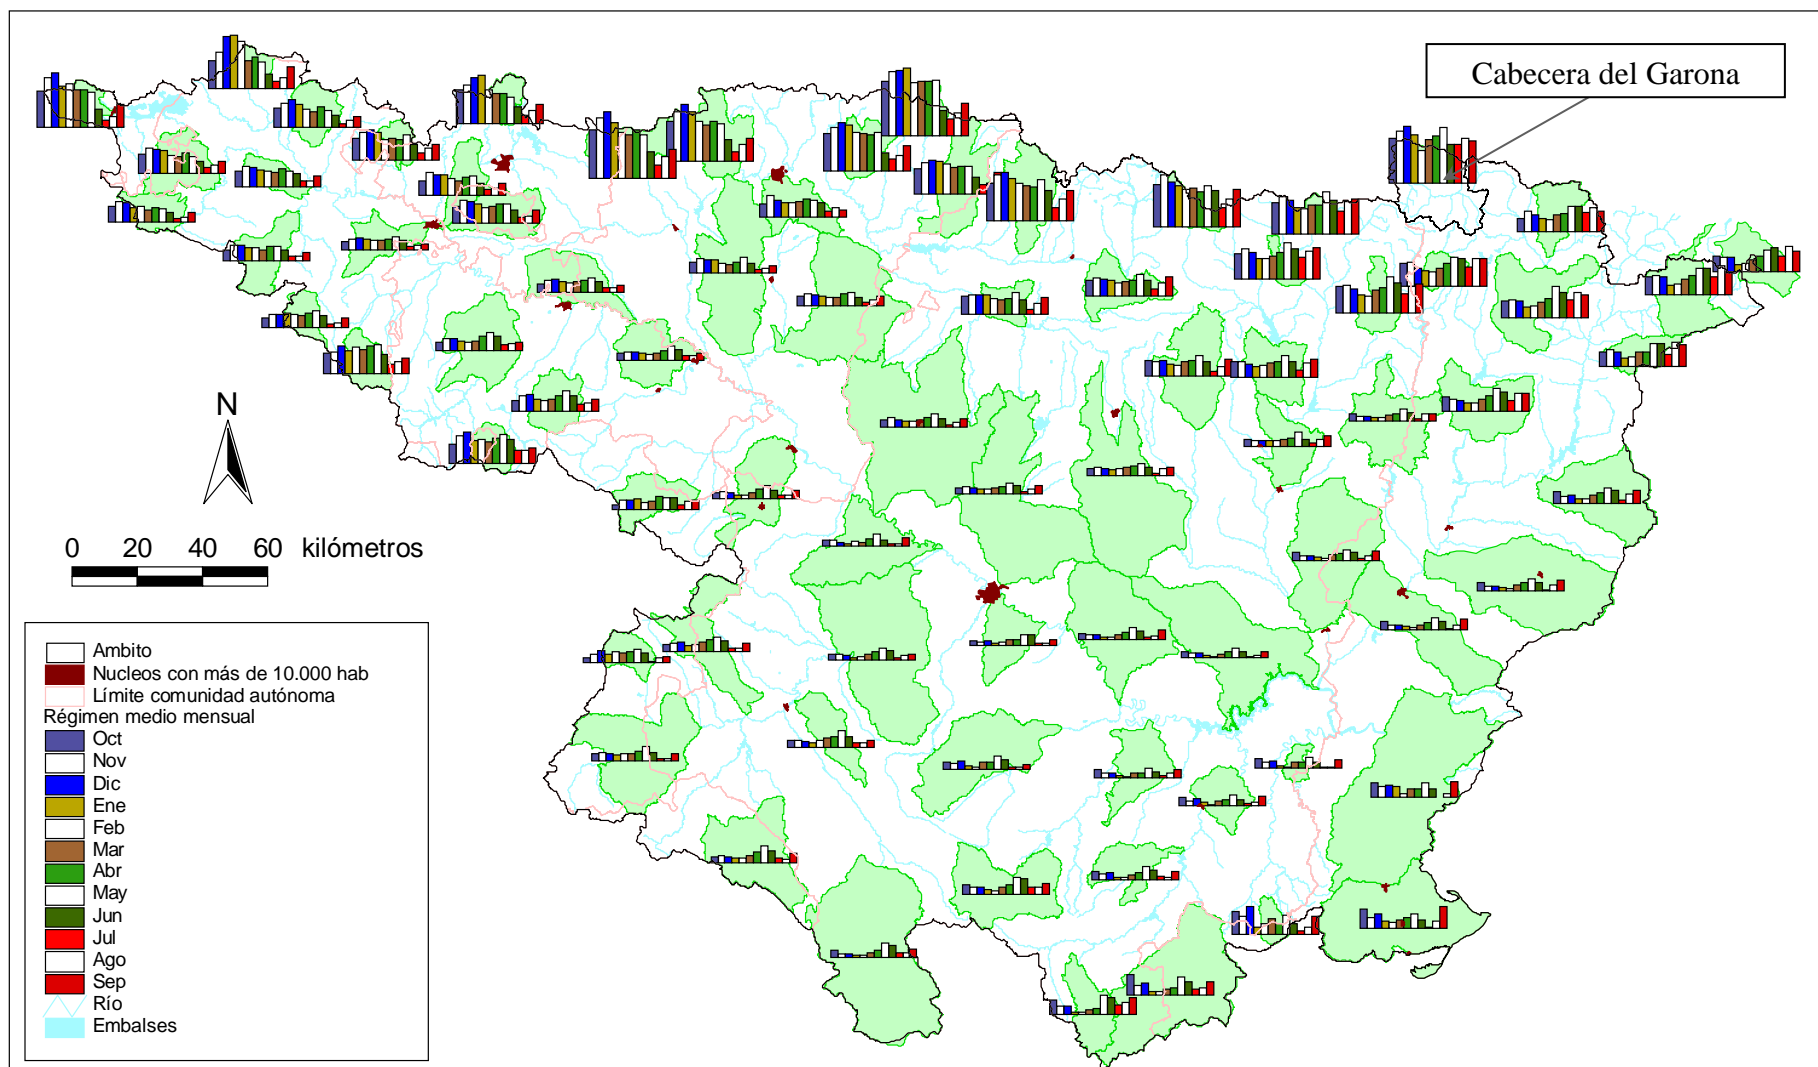 Cabecera del Garona
N
0 20 40 60 kilómetros
Ambito
Nucleos con más de 10.000 hab
Límite comunidad autónoma
Régimen medio mensual
Oct
Nov
Dic
Ene
Feb
Mar
Abr
May
Jun
Jul
Ago
Sep
Río
Embalses